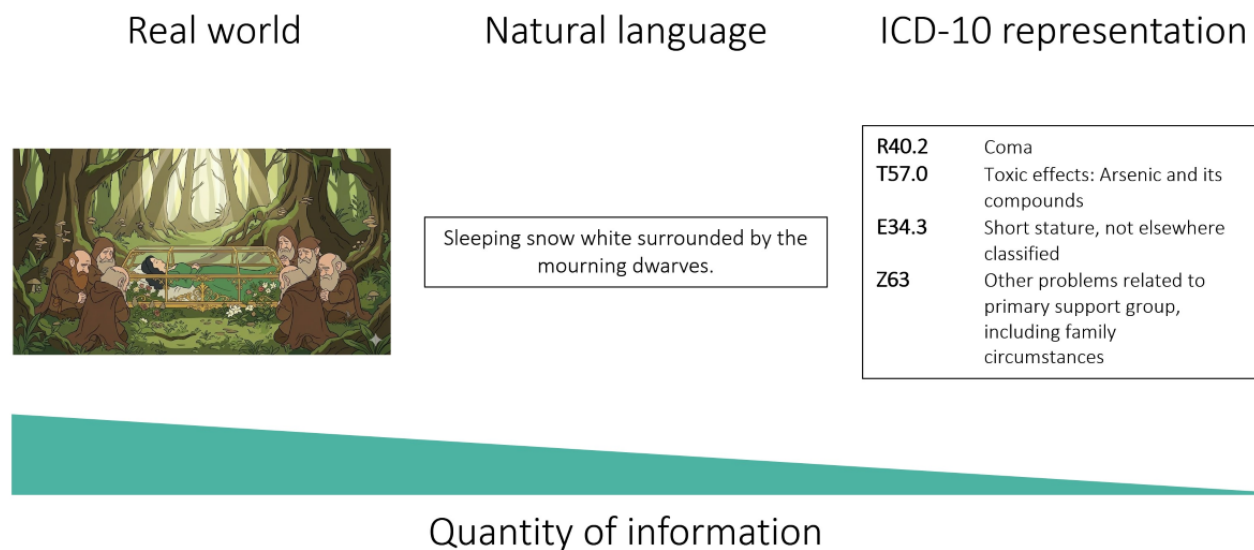 Real world
Natural language
ICD-10 representation
Sleeping snow white surrounded by the
mourning dwarves.
R40.2 Coma
T57.0 Toxic effects: Arsenic and its
compounds
E34.3 Short stature, not elsewhere
classified
Z63 Other problems related to
primary support group,
including family
circumstances
Quantity of information